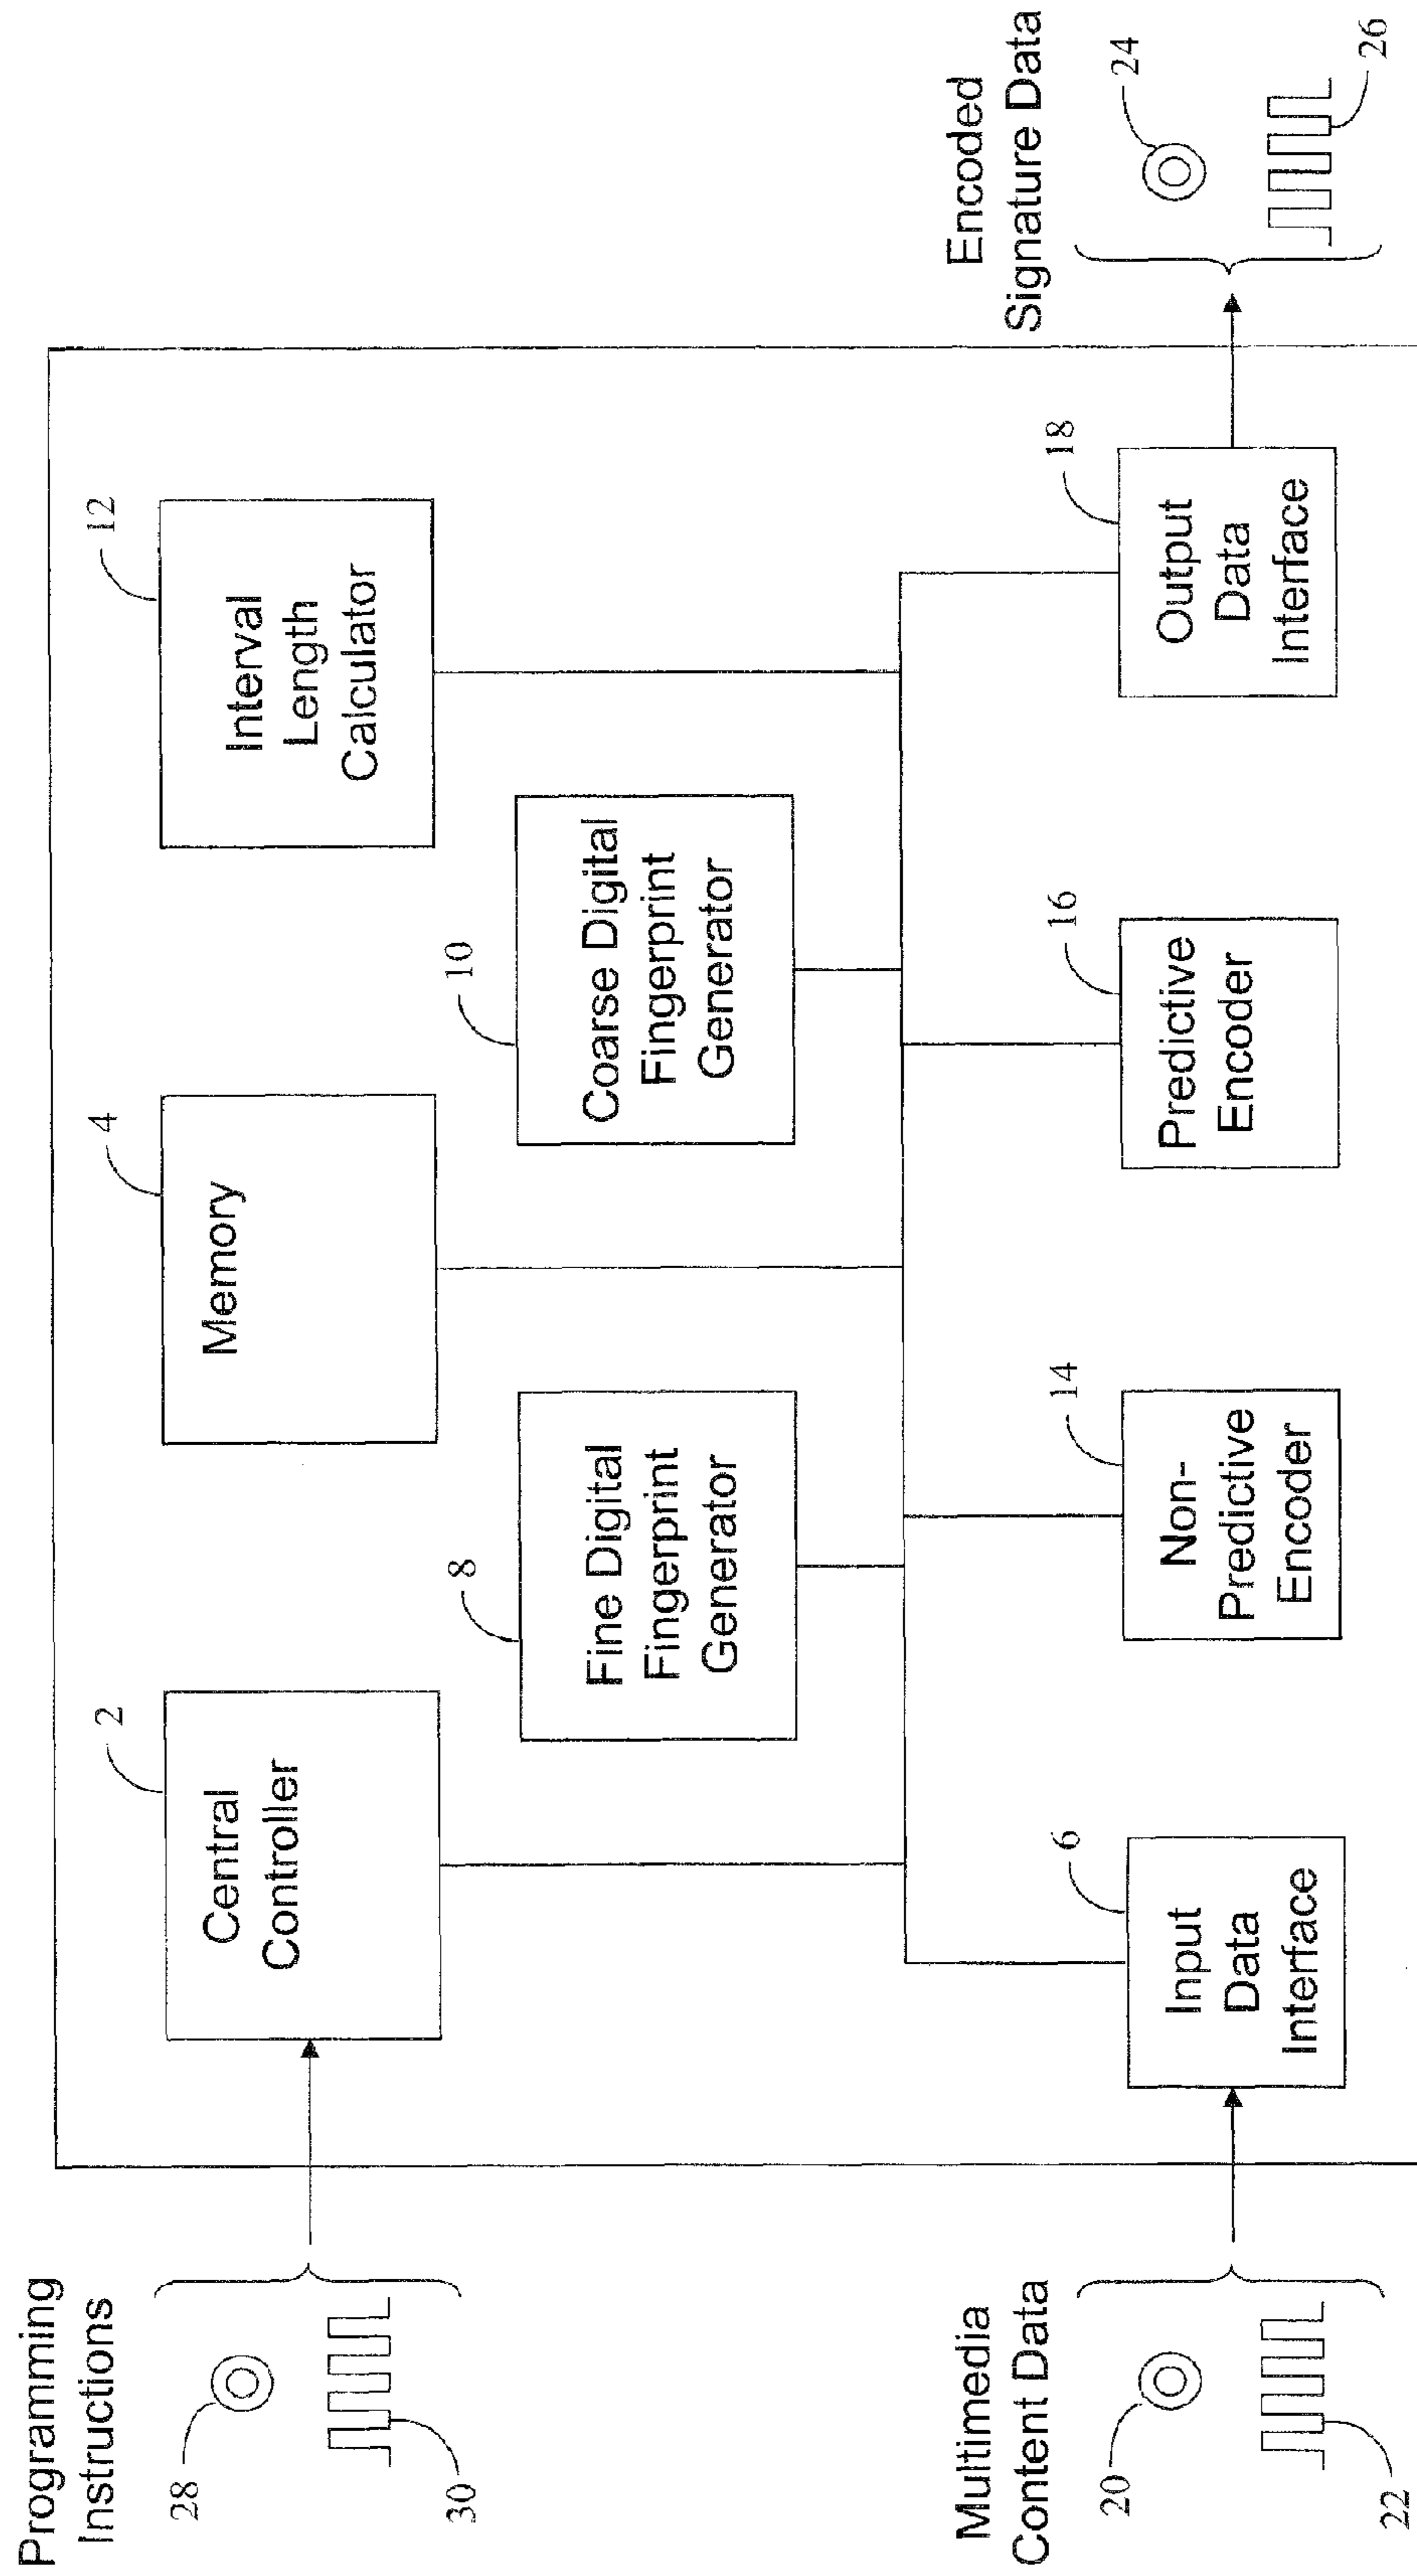 Programming
Instructions
28
30
2
Central
Controller
4
Memory
12
Interval
Length
Calculator
8
Fine Digital
Fingerprint
Generator
10
Coarse Digital
Fingerprint
Generator
Multimedia
Content Data
20
22
6
Input
Data
Interface
14
Non-
Predictive
Encoder
16
Predictive
Encoder
18
Output
Data
Interface
Encoded
Signature Data
24
26